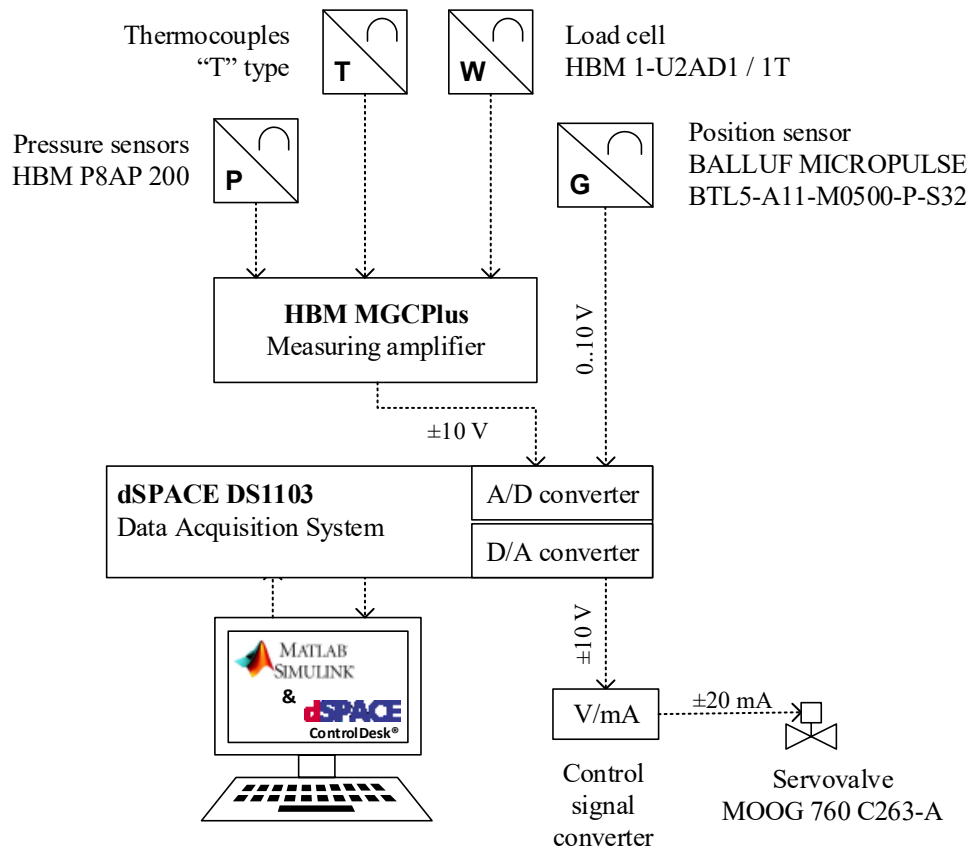 Thermocouples
“T” type
T
W
Load cell
HBM 1-U2AD1 / 1T
Pressure sensors
HBM P8AP 200
P
G
Position sensor
BALLUF MICROPULSE
BTL5-A11-M0500-P-S32
HBM MGCPlus
Measuring amplifier
0..10 V
±10 V
dSPACE DS1103
Data Acquisition System
A/D converter
D/A converter
MATLAB
SIMULINK
&
dSPACE
ControlDesk®
±10 V
V/mA
±20 mA
Control
signal
converter
Servovalve
MOOG 760 C263-A